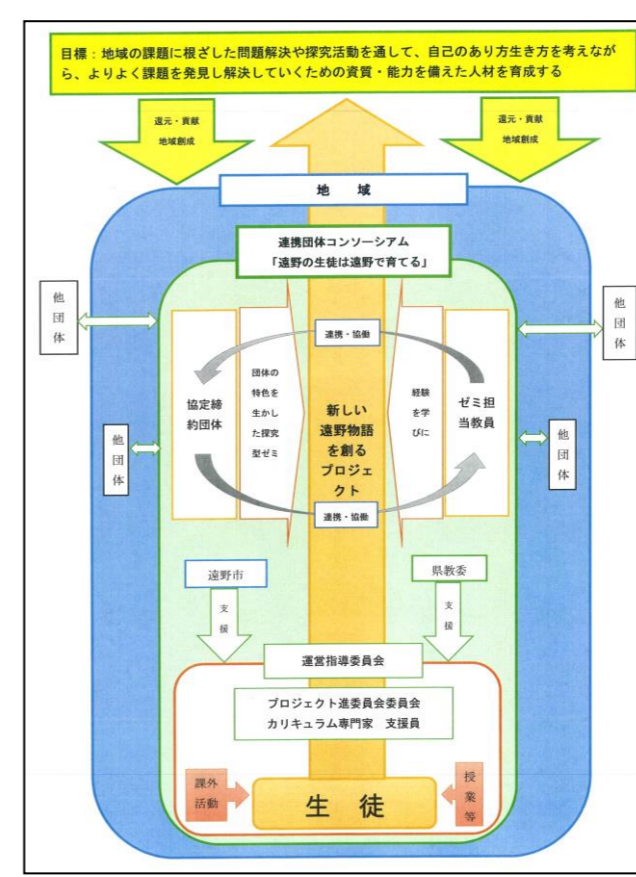 目標：地域の課題に根ざした問題解決や探究活動を通して、自己のあり方生き方を考えなが
ら、よりよく課題を発見し解決していくための資質・能力を備えた人材を育成する
還元・貢献
地域創成
還元・貢献
地域創成
地　域
連携団体コンソーシアム
「遠野の生徒は遠野で育てる」
他
団
体
他
団
体
連携・協働
協定締
約団体
団体の
特色を
生かし
た探究
型ゼミ
新しい
遠野物語
を創る
プロジェ
クト
経験
を学
びに
ゼミ担
当教員
他
団
体
他
団
体
連携・協働
遠野市
県教委
支
援
支
援
運営指導委員会
プロジェクト進委員会委員会
カリキュラム専門家　支援員
課外
活動
生　徒
授
業
等